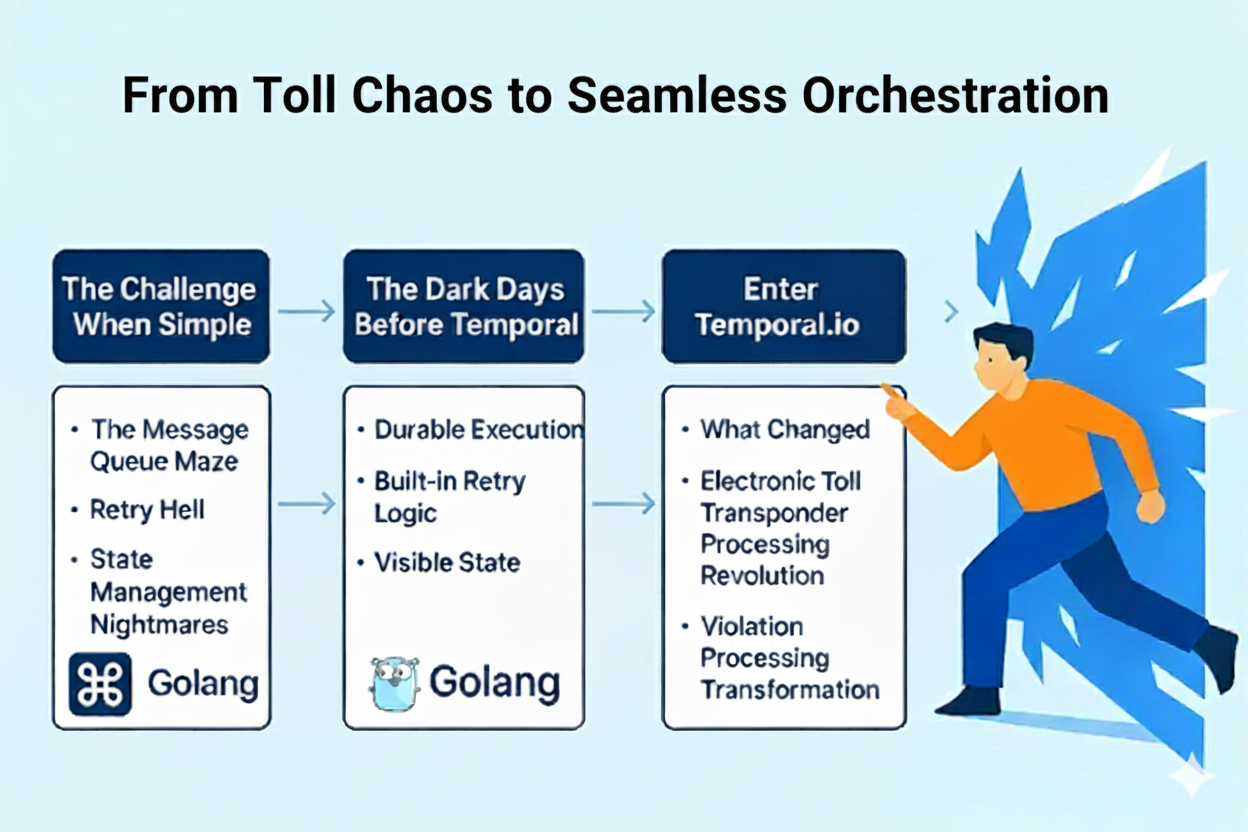 From Toll Chaos to Seamless Orchestration
The Challenge
When Simple
The Dark Days
Before Temporal
Enter
Temporal.io
• The Message
Queue Maze
• Retry Hell
• State
Management
Nightmares
Golang
• Durable Execution
• Built-in Retry
Logic
• Visible State
Golang
• What Changed
• Electronic Toll
Transponder
Processing
Revolution
• Violation
Processing
Transformation